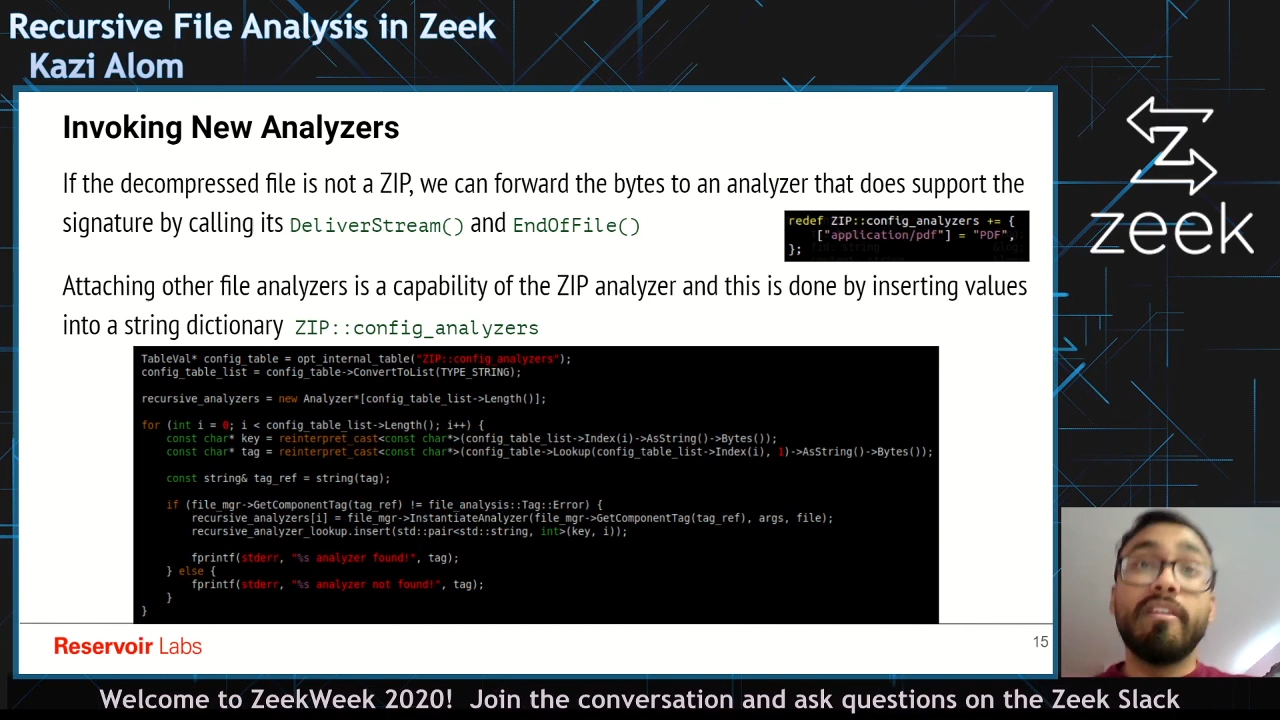 Recursive File Analysis in Zeek
Kazi Alom
Invoking New Analyzers
If the decompressed file is not a ZIP, we can forward the bytes to an analyzer that does support the
signature by calling its DeliverStream() and EndOfFile()
redef ZIP::config_analyzers += {
["application/pdf"] = "PDF",
};
Attaching other file analyzers is a capability of the ZIP analyzer and this is done by inserting values
into a string dictionary ZIP::config_analyzers
TableVal* config_table = opt_internal_table("ZIP::config_analyzers");
config_table_list = config_table->ConvertToList(TYPE_STRING);
recursive_analyzers = new Analyzer*[config_table_list->Length()];
for (int i = 0; i < config_table_list->Length(); i++) {
const char* key = reinterpret_cast<const char*>(config_table_list->Index(i)->AsString()->Bytes());
const char* tag = reinterpret_cast<const char*>(config_table->Lookup(config_table_list->Index(i), 1)->AsString()->Bytes());
const string& tag_ref = string(tag);
if (file_mgr->GetComponentTag(tag_ref) != file_analysis::Tag::Error) {
recursive_analyzers[i] = file_mgr->InstantiateAnalyzer(file_mgr->GetComponentTag(tag_ref), args, file);
recursive_analyzer_lookup.insert(std::pair<std::string, int>(key, i));
fprintf(stderr, "%s analyzer found!", tag);
} else {
fprintf(stderr, "%s analyzer not found!", tag);
}
}
Reservoir Labs
15
zeek
Welcome to ZeekWeek 2020! Join the conversation and ask questions on the Zeek Slack